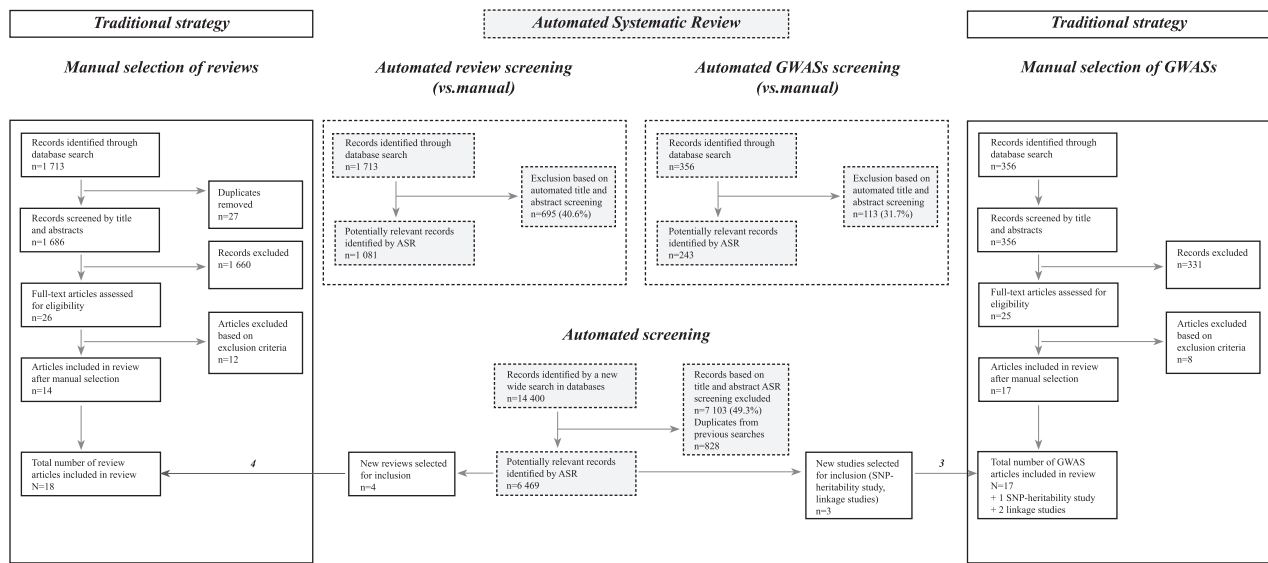 Traditional strategy
Automated Systematic Review
Traditional strategy
Manual selection of reviews
Automated review screening
(vs.manual)
Automated GWASs screening
(vs.manual)
Manual selection of GWASs
Records identified through
database search
n=1 713
Duplicates
removed
n=27
Records screened by title
and abstracts
n=1 686
Records excluded
n=1 660
Full-text articles assessed
for eligibility
n=26
Articles excluded
based on
exclusion criteria
n=12
Articles included in review
after manual selection
n=14
Total number of review
articles included in review
N=18
Records identified through
database search
n=1 713
Exclusion based on
automated title and
abstract screening
n=695 (40.6%)
Potentially relevant records
identified by ASR
n=1 081
Records identified through
database search
n=356
Exclusion based on
automated title and
abstract screening
n=113 (31.7%)
Potentially relevant records
identified by ASR
n=243
Automated screening
Records identified by a new
wide search in databases
n=14 400
Records based on
title and abstract ASR
screening excluded
n=7 103 (49.3%)
Duplicates from
previous searches
n=828
Potentially relevant records
identified by ASR
n=6 469
4
New reviews selected
for inclusion
n=4
New studies selected
for inclusion (SNP-
heritability study,
linkage studies)
n=3
3
Records identified through
database search
n=356
Records screened by title
and abstracts
n=356
Records excluded
n=331
Full-text articles assessed for
eligibility
n=25
Articles excluded
based on
exclusion criteria
n=8
Articles included in review
after manual selection
n=17
Total number of GWAS
articles included in review
N=17
+ 1 SNP-heritability study
+ 2 linkage studies